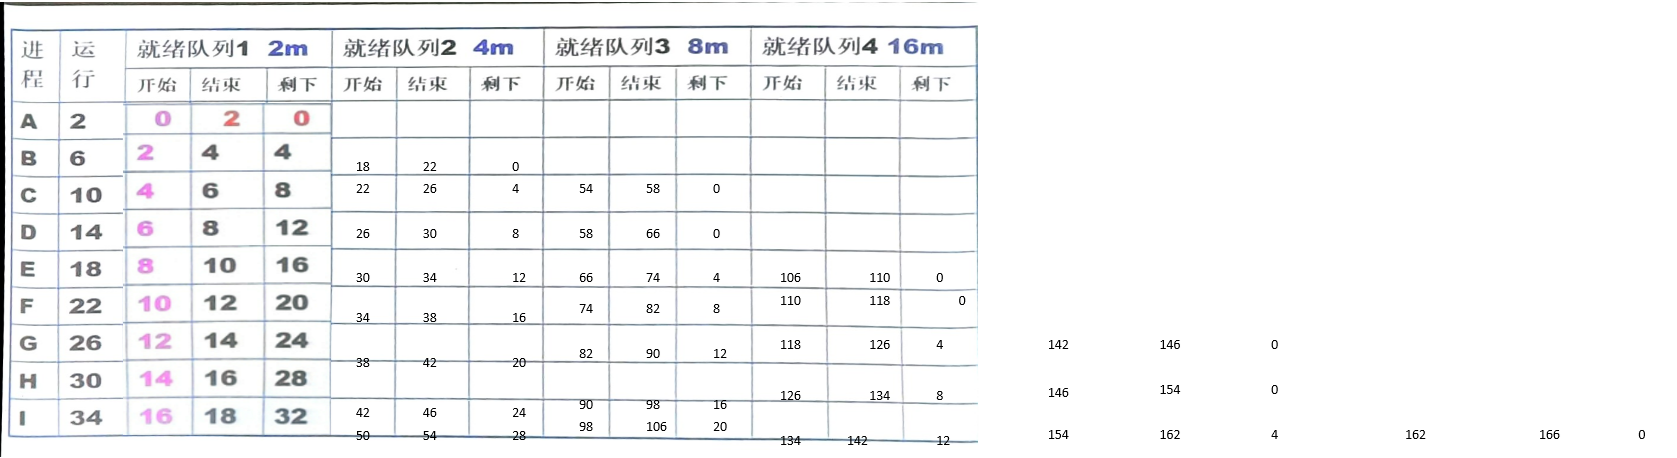 进程 运行 就绪队列1 2m 就绪队列2 4m 就绪队列3 8m 就绪队列4 16m
开始 结束 剩下 开始 结束 剩下 开始 结束 剩下 开始 结束 剩下
A 2 0 2 0
B 6 2 4 4 18 22 0
C 10 4 6 8 22 26 4 54 58 0
D 14 6 8 12 26 30 8 58 66 0
E 18 8 10 16 30 34 12 66 74 4 106 110 0
F 22 10 12 20 34 38 16 74 82 8 110 118 0
G 26 12 14 24 38 42 20 82 90 12 118 126 4 142 146 0
H 30 14 16 28 42 46 24 90 98 16 126 134 8 146 154 0
I 34 16 18 32 50 54 28 98 106 20 134 142 12 154 162 4 162 166 0